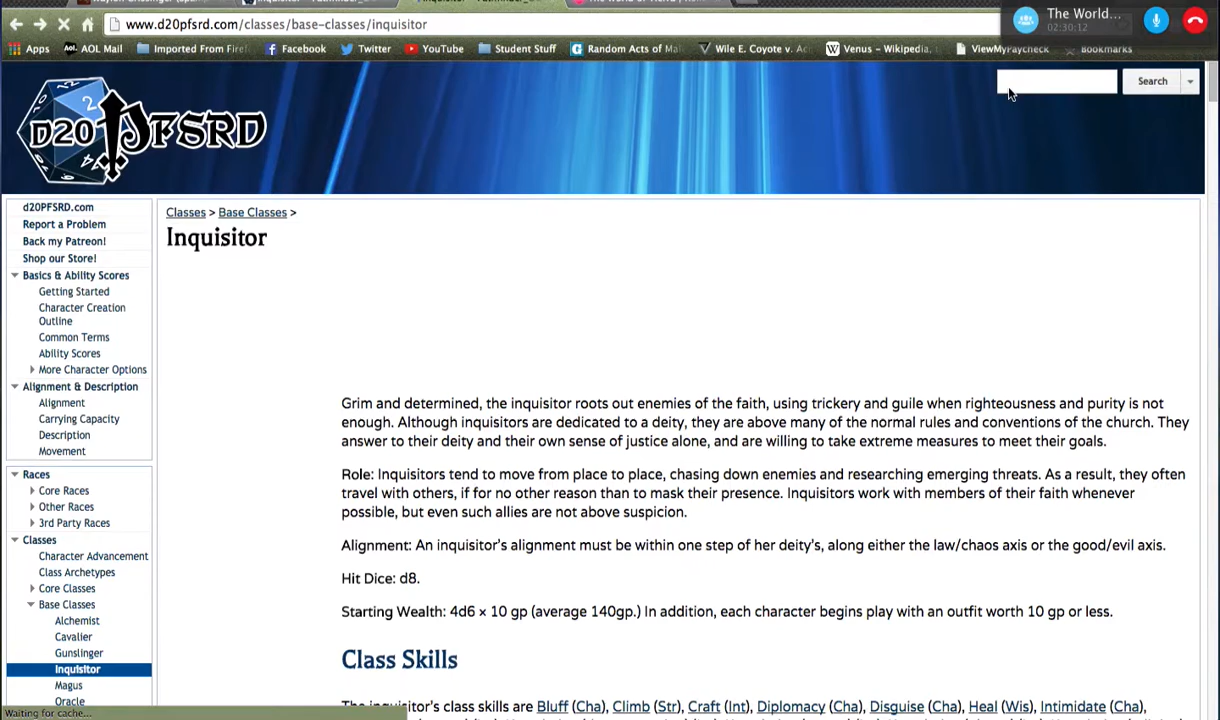 www.d20pfsrd.com/classes/base-classes/inquisitor
The World...
02:30:12
Apps AOL Mail Imported From Firef Facebook Twitter YouTube Student Stuff Random Acts of Ma Wile E. Coyote v. Ac Venus – Wikipedia, ViewMyPaycheck Bookmarks
Search
D20 PFSRD
d20PFSRD.com
Report a Problem
Back my Patreon!
Shop our Store!
Basics & Ability Scores
Getting Started
Character Creation
Outline
Common Terms
Ability Scores
More Character Options
Alignment & Description
Alignment
Carrying Capacity
Description
Movement
Races
Core Races
Other Races
3rd Party Races
Classes
Character Advancement
Class Archetypes
Core Classes
Base Classes
Alchemist
Cavalier
Gunslinger
Inquisitor
Magus
Oracle
Waiting for cache...
Classes > Base Classes >
Inquisitor
Grim and determined, the inquisitor roots out enemies of the faith, using trickery and guile when righteousness and purity is not
enough. Although inquisitors are dedicated to a deity, they are above many of the normal rules and conventions of the church. They
answer to their deity and their own sense of justice alone, and are willing to take extreme measures to meet their goals.
Role: Inquisitors tend to move from place to place, chasing down enemies and researching emerging threats. As a result, they often
travel with others, if for no other reason than to mask their presence. Inquisitors work with members of their faith whenever
possible, but even such allies are not above suspicion.
Alignment: An inquisitor's alignment must be within one step of her deity's, along either the law/chaos axis or the good/evil axis.
Hit Dice: d8.
Starting Wealth: 4d6 × 10 gp (average 140gp.) In addition, each character begins play with an outfit worth 10 gp or less.
Class Skills
The inquisitor's class skills are Bluff (Cha), Climb (Str), Craft (Int), Diplomacy (Cha), Disguise (Cha), Heal (Wis), Intimidate (Cha),